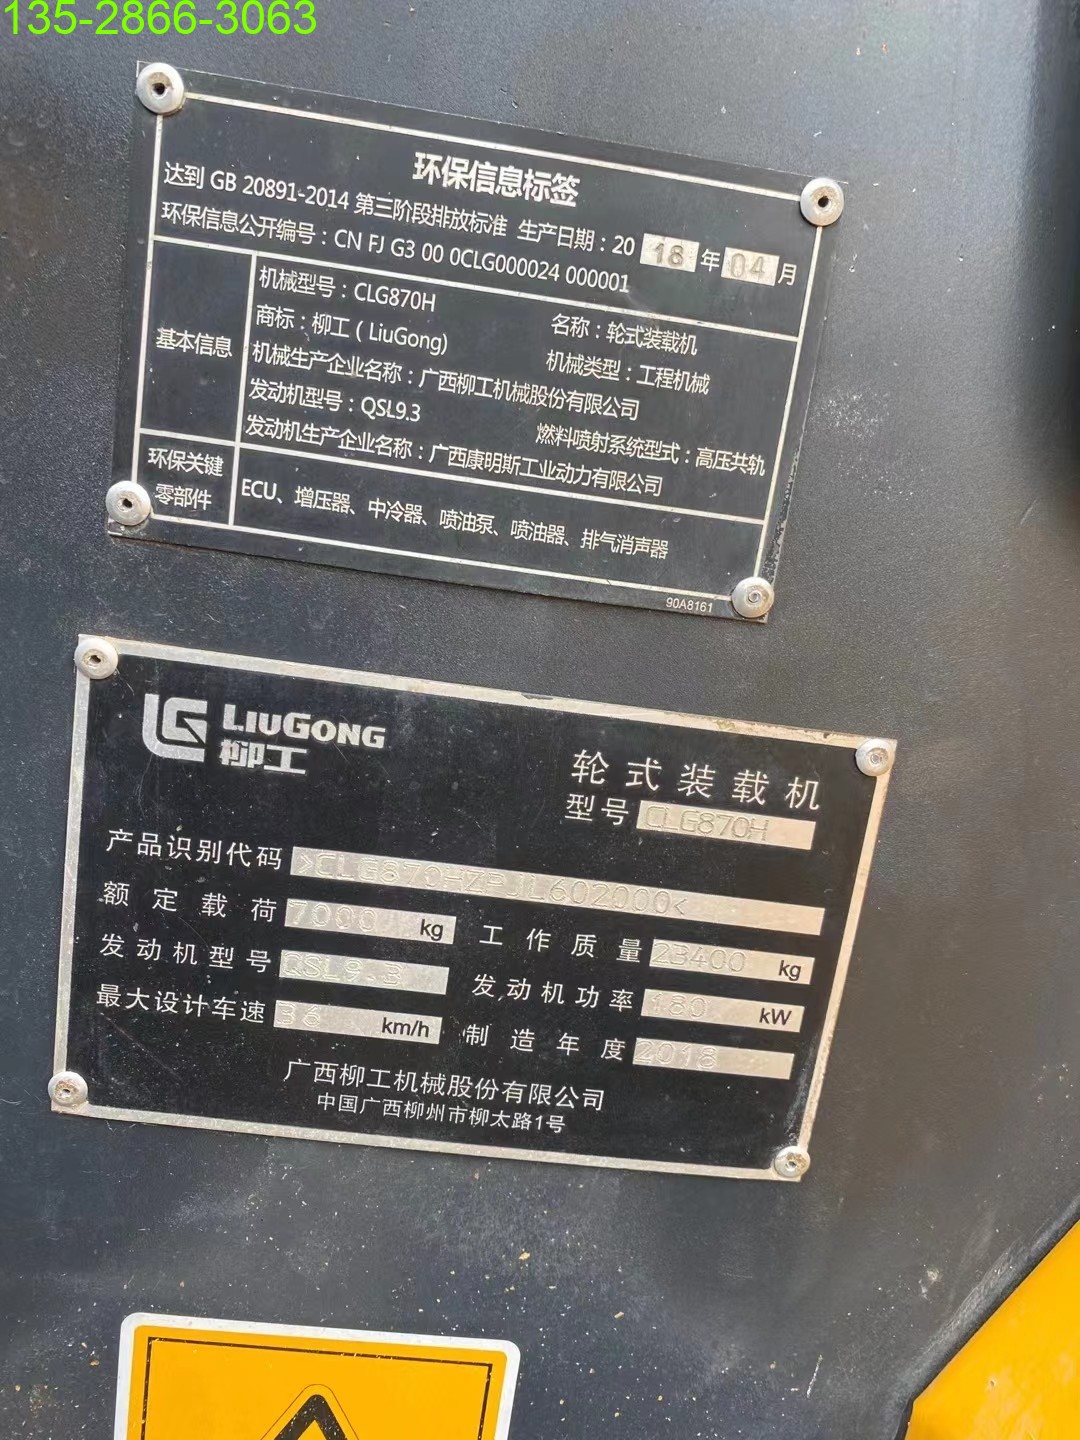 135-2866-3063
环保信息标签
达到 GB 20891-2014 第三阶段排放标准 生产日期：2018年04月
环保信息公开编号：CN FJ G3 00 0CLG000024 000001
基本信息
机械型号：CLG870H 名称：轮式装载机
商标：柳工（LiuGong) 机械类型：工程机械
机械生产企业名称：广西柳工机械股份有限公司
发动机型号：QSL9.3 燃料喷射系统型式：高压共轨
发动机生产企业名称：广西康明斯工业动力有限公司
环保关键
零部件
ECU、增压器、中冷器、喷油泵、喷油器、排气消声器
90A8161
LG LIUGONG
柳工
轮式装载机
型号 CLG870H
产品识别代码 >CLG870HZPJL602000<
额定载荷 7000 kg 工作质量 23400 kg
发动机型号 QSL9.3 发动机功率 180 kW
最大设计车速 36 km/h 制造年度 2018
广西柳工机械股份有限公司
中国广西柳州市柳太路1号